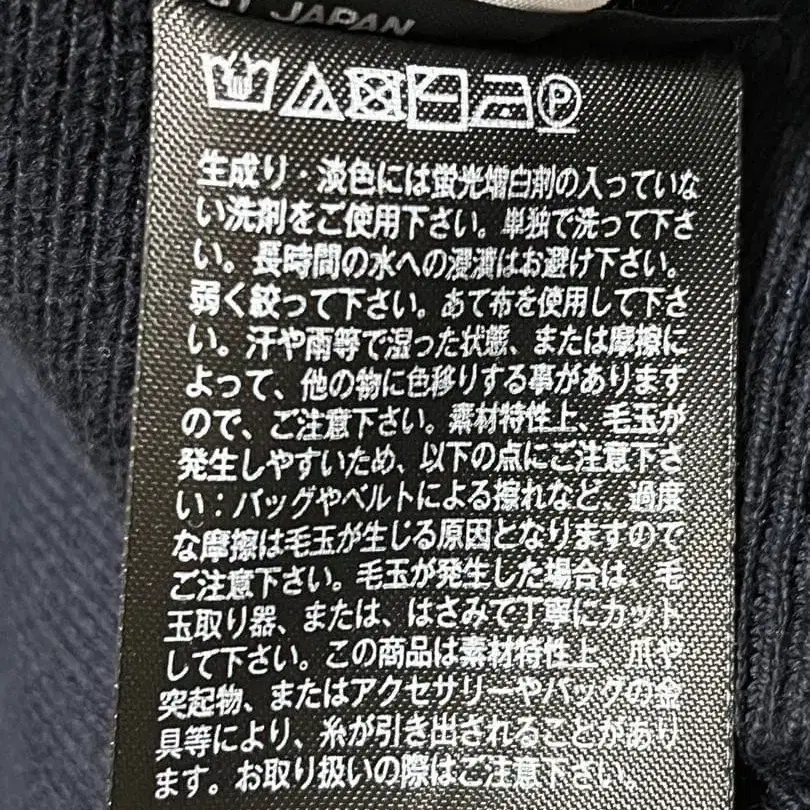 JAPAN
P
生成り・淡色には蛍光増白剤の入っていな
い洗剤をご使用下さい。単独で洗って下さ
い。長時間の水への浸漬はお避け下さい。
弱く絞って下さい。あて布を使用して下さ
い。汗や雨等で湿った状態、または摩擦に
よって、他の物に色移りする事があります
ので、ご注意下さい。素材特性上、毛玉が
発生しやすいため、以下の点にご注意下さ
い：バッグやベルトによる擦れなど、過度
な摩擦は毛玉が生じる原因となりますので
ご注意下さい。毛玉が発生した場合は、毛
玉取り器、または、はさみで丁寧にカット
して下さい。この商品は素材特性上、爪や
突起物、またはアクセサリーやバッグの金
具等により、糸が引き出されることがあり
ます。お取り扱いの際はご注意下さい。